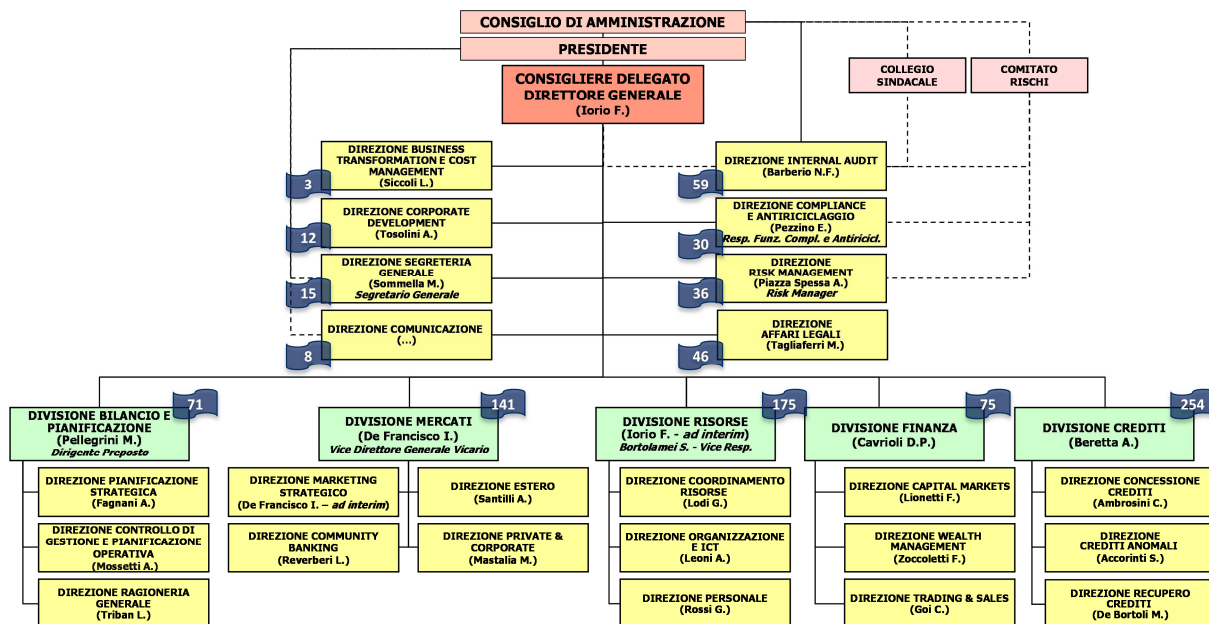 CONSIGLIO DI AMMINISTRAZIONE
PRESIDENTE
CONSIGLIERE DELEGATO
DIRETTORE GENERALE
(Iorio F.)
COLLEGIO
SINDACALE
COMITATO
RISCHI
DIREZIONE BUSINESS
TRANSFORMATION E COST
MANAGEMENT
(Siccoli L.)
3
DIREZIONE INTERNAL AUDIT
(Barberio N.F.)
59
DIREZIONE CORPORATE
DEVELOPMENT
(Tosolini A.)
12
DIREZIONE COMPLIANCE
E ANTIRICICLAGGIO
(Pezzino E.)
Resp. Funz. Compl. e Antiricicl.
30
DIREZIONE SEGRETERIA
GENERALE
(Sommella M.)
Segretario Generale
15
DIREZIONE
RISK MANAGEMENT
(Piazza Spessa A.)
Risk Manager
36
DIREZIONE COMUNICAZIONE
(...)
8
DIREZIONE
AFFARI LEGALI
(Tagliaferri M.)
46
71
DIVISIONE BILANCIO E
PIANIFICAZIONE
(Pellegrini M.)
Dirigente Preposto
141
DIVISIONE MERCATI
(De Francisco I.)
Vice Direttore Generale Vicario
175
DIVISIONE RISORSE
(Iorio F. - ad interim)
Bortolamei S. - Vice Resp.
75
DIVISIONE FINANZA
(Cavrioli D.P.)
254
DIVISIONE CREDITI
(Beretta A.)
DIREZIONE PIANIFICAZIONE
STRATEGICA
(Fagnani A.)
DIREZIONE CONTROLLO DI
GESTIONE E PIANIFICAZIONE
OPERATIVA
(Mossetti A.)
DIREZIONE RAGIONERIA
GENERALE
(Triban L.)
DIREZIONE MARKETING
STRATEGICO
(De Francisco I. – ad interim)
DIREZIONE ESTERO
(Santilli A.)
DIREZIONE COMMUNITY
BANKING
(Reverberi L.)
DIREZIONE PRIVATE &
CORPORATE
(Mastalia M.)
DIREZIONE COORDINAMENTO
RISORSE
(Lodi G.)
DIREZIONE ORGANIZZAZIONE
E ICT
(Leoni A.)
DIREZIONE PERSONALE
(Rossi G.)
DIREZIONE CAPITAL MARKETS
(Lionetti F.)
DIREZIONE WEALTH
MANAGEMENT
(Zoccoletti F.)
DIREZIONE TRADING & SALES
(Goi C.)
DIREZIONE CONCESSIONE
CREDITI
(Ambrosini C.)
DIREZIONE
CREDITI ANOMALI
(Accorinti S.)
DIREZIONE RECUPERO
CREDITI
(De Bortoli M.)